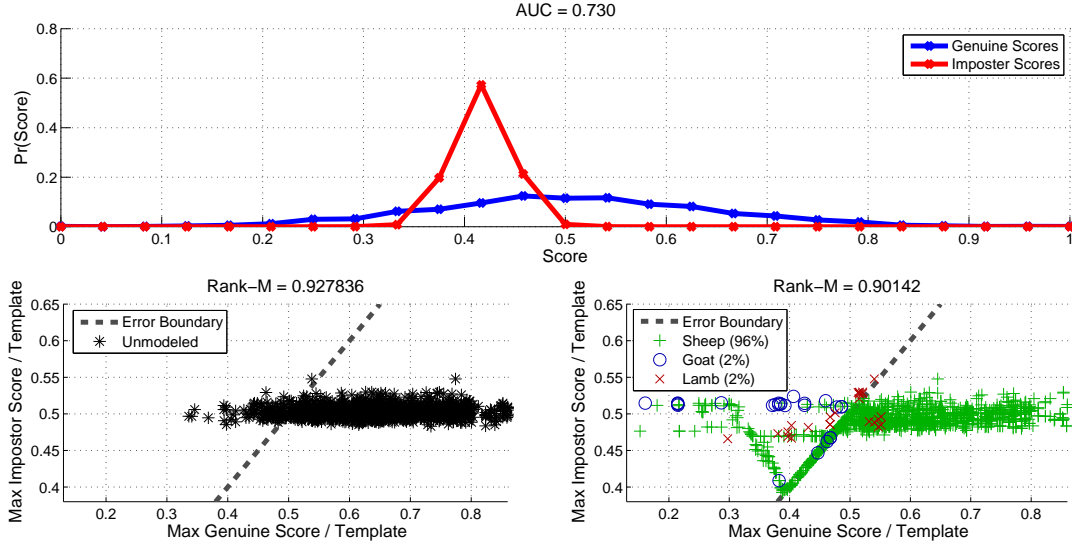 AUC = 0.730
0.8
0.6
0.4
0.2
0
Pr(Score)
Genuine Scores
Imposter Scores
0 0.1 0.2 0.3 0.4 0.5 0.6 0.7 0.8 0.9 1
Score
Rank−M = 0.927836
0.65
0.6
0.55
0.5
0.45
0.4
Max Impostor Score / Template
Error Boundary
Unmodeled
0.2 0.3 0.4 0.5 0.6 0.7 0.8
Max Genuine Score / Template
Rank−M = 0.90142
0.65
0.6
0.55
0.5
0.45
0.4
Max Impostor Score / Template
Error Boundary
Sheep (96%)
Goat (2%)
Lamb (2%)
0.2 0.3 0.4 0.5 0.6 0.7 0.8
Max Genuine Score / Template